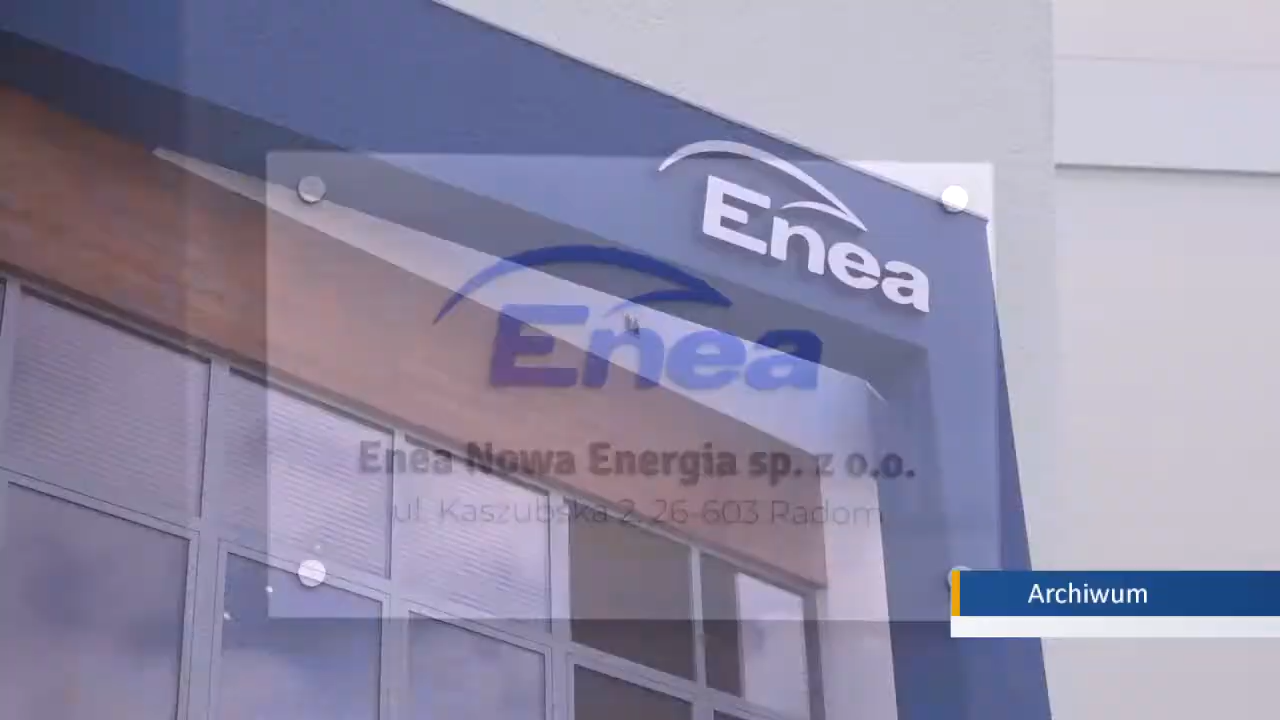 Enea
Enea
Enea Nowa Energia sp. z o.o.
ul. Kaszubska 2, 26-603 Radom
Archiwum